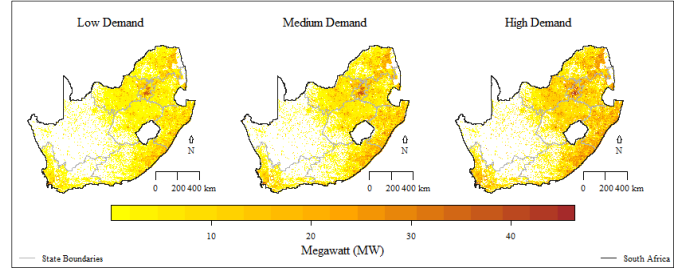 Low Demand Medium Demand High Demand
N N N
0 200 400 km 0 200 400 km 0 200 400 km
10 20 30 40
Megawatt (MW)
State Boundaries South Africa